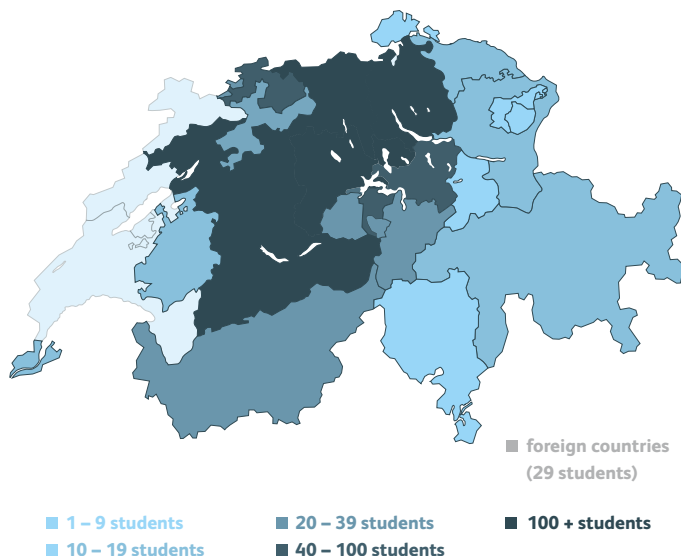 foreign countries
(29 students)
1 – 9 students
20 – 39 students
100 + students
10 – 19 students
40 – 100 students